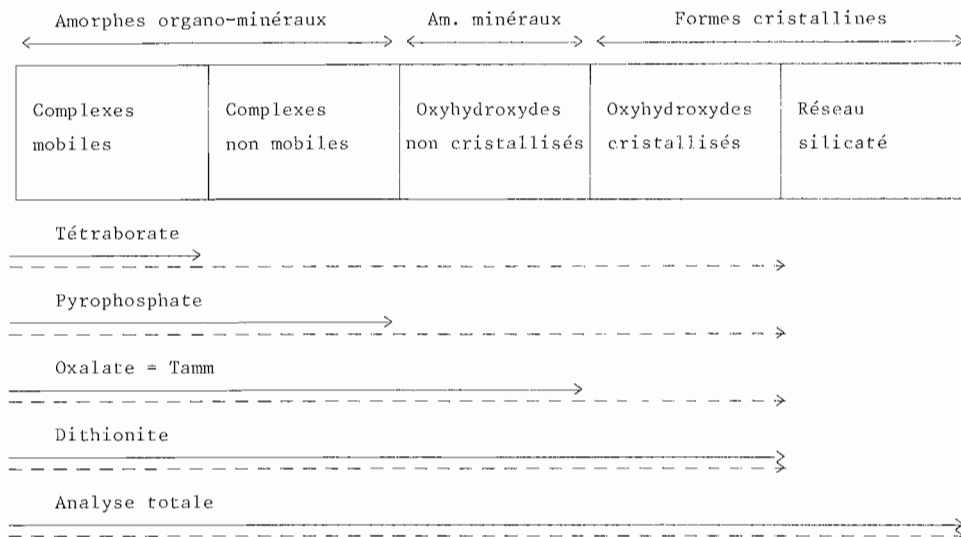 Amorphes organo-minéraux Am. minéraux Formes cristallines
Complexes Complexes Oxyhydroxydes Oxyhydroxydes Réseau
mobiles non mobiles non cristallisés cristallisés silicaté
Tétraborate
Pyrophosphate
Oxalate = Tamm
Dithionite
Analyse totale